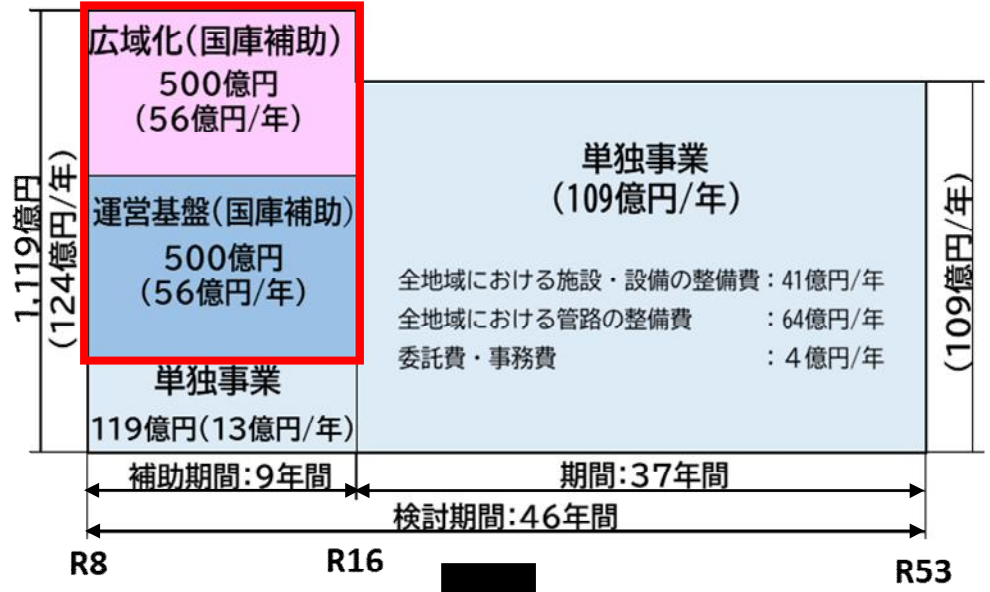 1,119億円
(124億円/年)
広域化(国庫補助)
500億円
(56億円/年)
運営基盤(国庫補助)
500億円
(56億円/年)
単独事業
119億円(13億円/年)
単独事業
(109億円/年)
全地域における施設・設備の整備費：41億円/年
全地域における管路の整備費　　　：64億円/年
委託費・事務費　　　　　　　　　：４億円/年
(109億円/年)
補助期間:9年間
期間:37年間
検討期間:46年間
R8
R16
R53